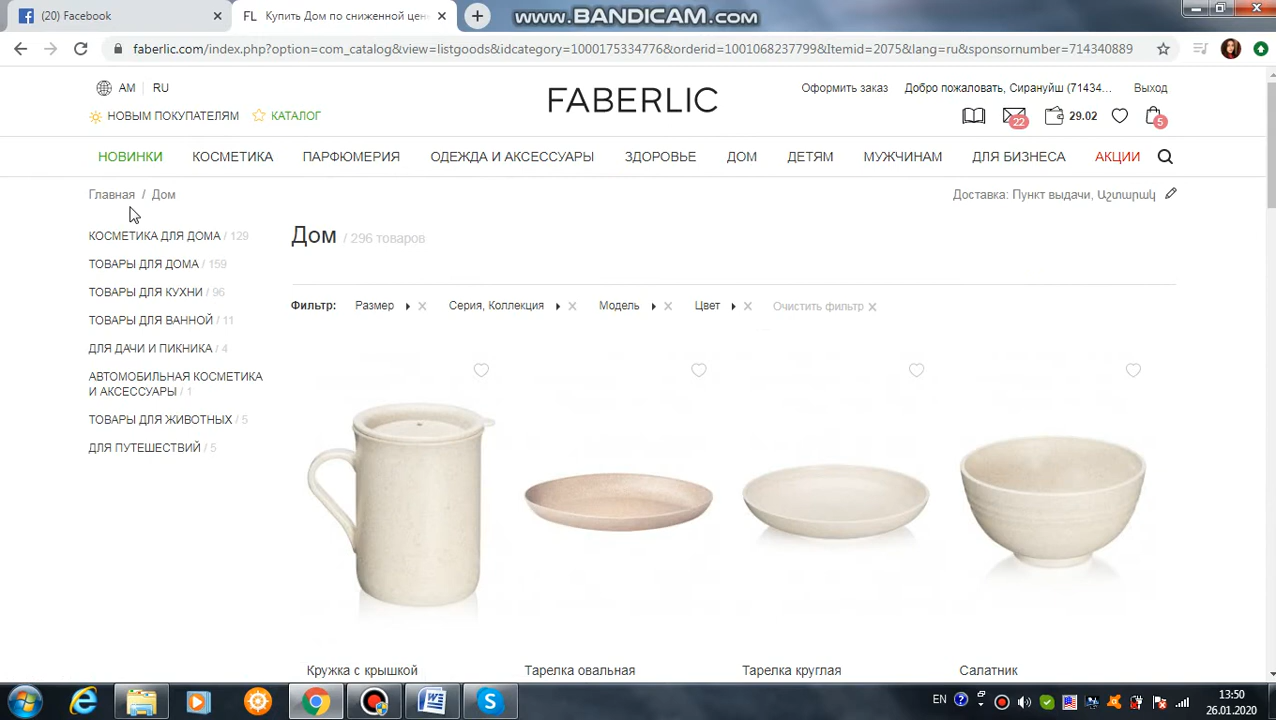 (20) Facebook
FL Купить Дом по сниженной цен
WWW.BANDICAM.COM
faberlic.com/index.php?option=com_catalog&view=listgoods&idcategory=1000175334776&orderid=1001068237799&Itemid=2075&lang=ru&sponsornumber=714340889
AM RU
FABERLIC
Оформить заказ Добро пожаловать, Сирануйш (71434... Выход
НОВЫМ ПОКУПАТЕЛЯМ КАТАЛОГ
22 29.02 5
НОВИНКИ КОСМЕТИКА ПАРФЮМЕРИЯ ОДЕЖДА И АКСЕССУАРЫ ЗДОРОВЬЕ ДОМ ДЕТЯМ МУЖЧИНАМ ДЛЯ БИЗНЕСА АКЦИИ
Главная / Дом
Доставка: Пункт выдачи, Աշտարակ
КОСМЕТИКА ДЛЯ ДОМА / 129
ТОВАРЫ ДЛЯ ДОМА / 159
ТОВАРЫ ДЛЯ КУХНИ / 96
ТОВАРЫ ДЛЯ ВАННОЙ / 11
ДЛЯ ДАЧИ И ПИКНИКА / 4
АВТОМОБИЛЬНАЯ КОСМЕТИКА
И АКСЕССУАРЫ / 1
ТОВАРЫ ДЛЯ ЖИВОТНЫХ / 5
ДЛЯ ПУТЕШЕСТВИЙ / 5
Дом / 296 товаров
Фильтр: Размер Серия, Коллекция Модель Цвет Очистить фильтр
Кружка с крышкой
Тарелка овальная
Тарелка круглая
Салатник
EN
13:50
26.01.2020